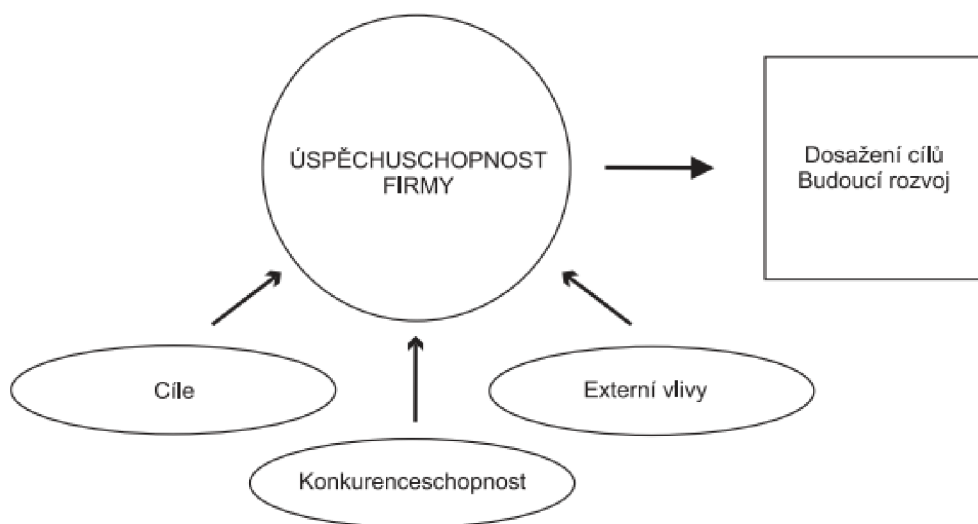 ÚSPĚCHUSCHOPNOST
FIRMY
Dosažení cílů
Budoucí rozvoj
Cíle
Externí vlivy
Konkurenceschopnost